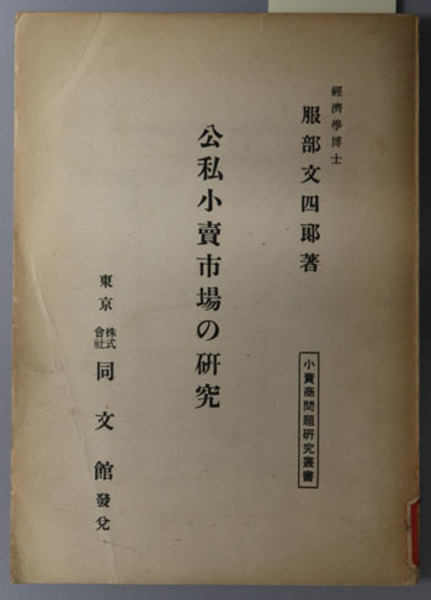 經濟學博士
服部文四郎著
小賣商問題硏究叢書
公私小賣市場の硏究
東京 株式會社 同文館發兌